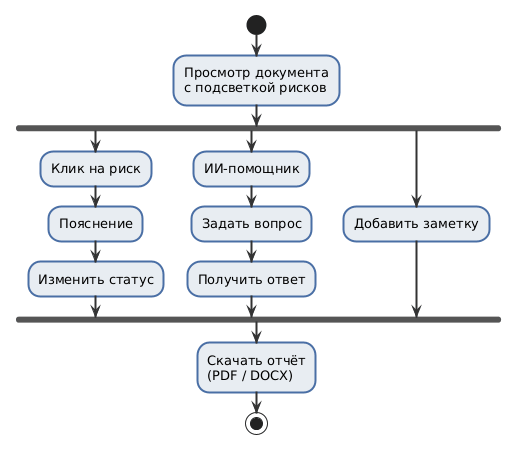 Просмотр документа
с подсветкой рисков
Клик на риск
ИИ-помощник
Пояснение
Задать вопрос
Добавить заметку
Изменить статус
Получить ответ
Скачать отчёт
(PDF / DOCX)